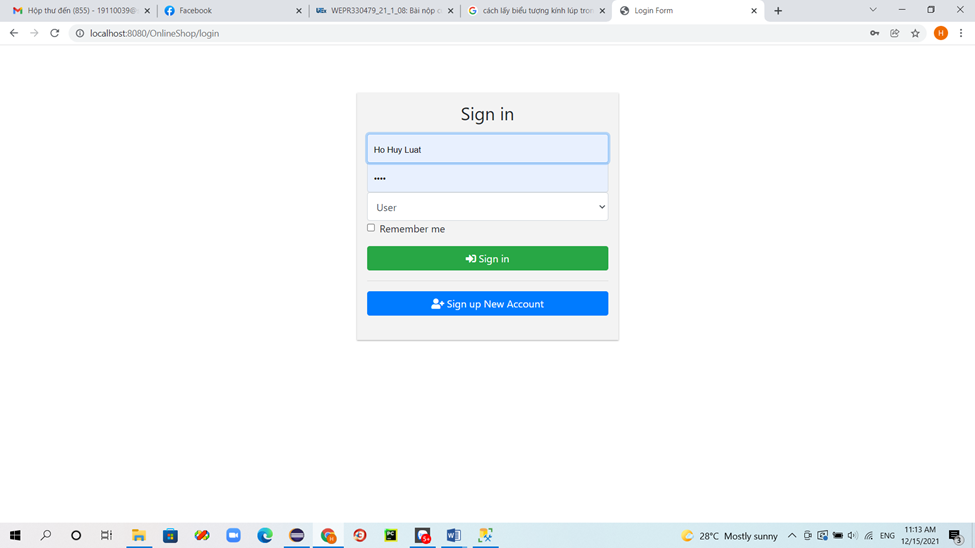 Hộp thư đến (855) - 19110039@
Facebook
WEPR330479_21_1_08: Bài nộp c
cách lấy biểu tượng kính lúp tron
Login Form
localhost:8080/OnlineShop/login
H
Sign in
Ho Huy Luat
••••
User
Remember me
Sign in
Sign up New Account
28°C Mostly sunny
ENG
11:13 AM
12/15/2021